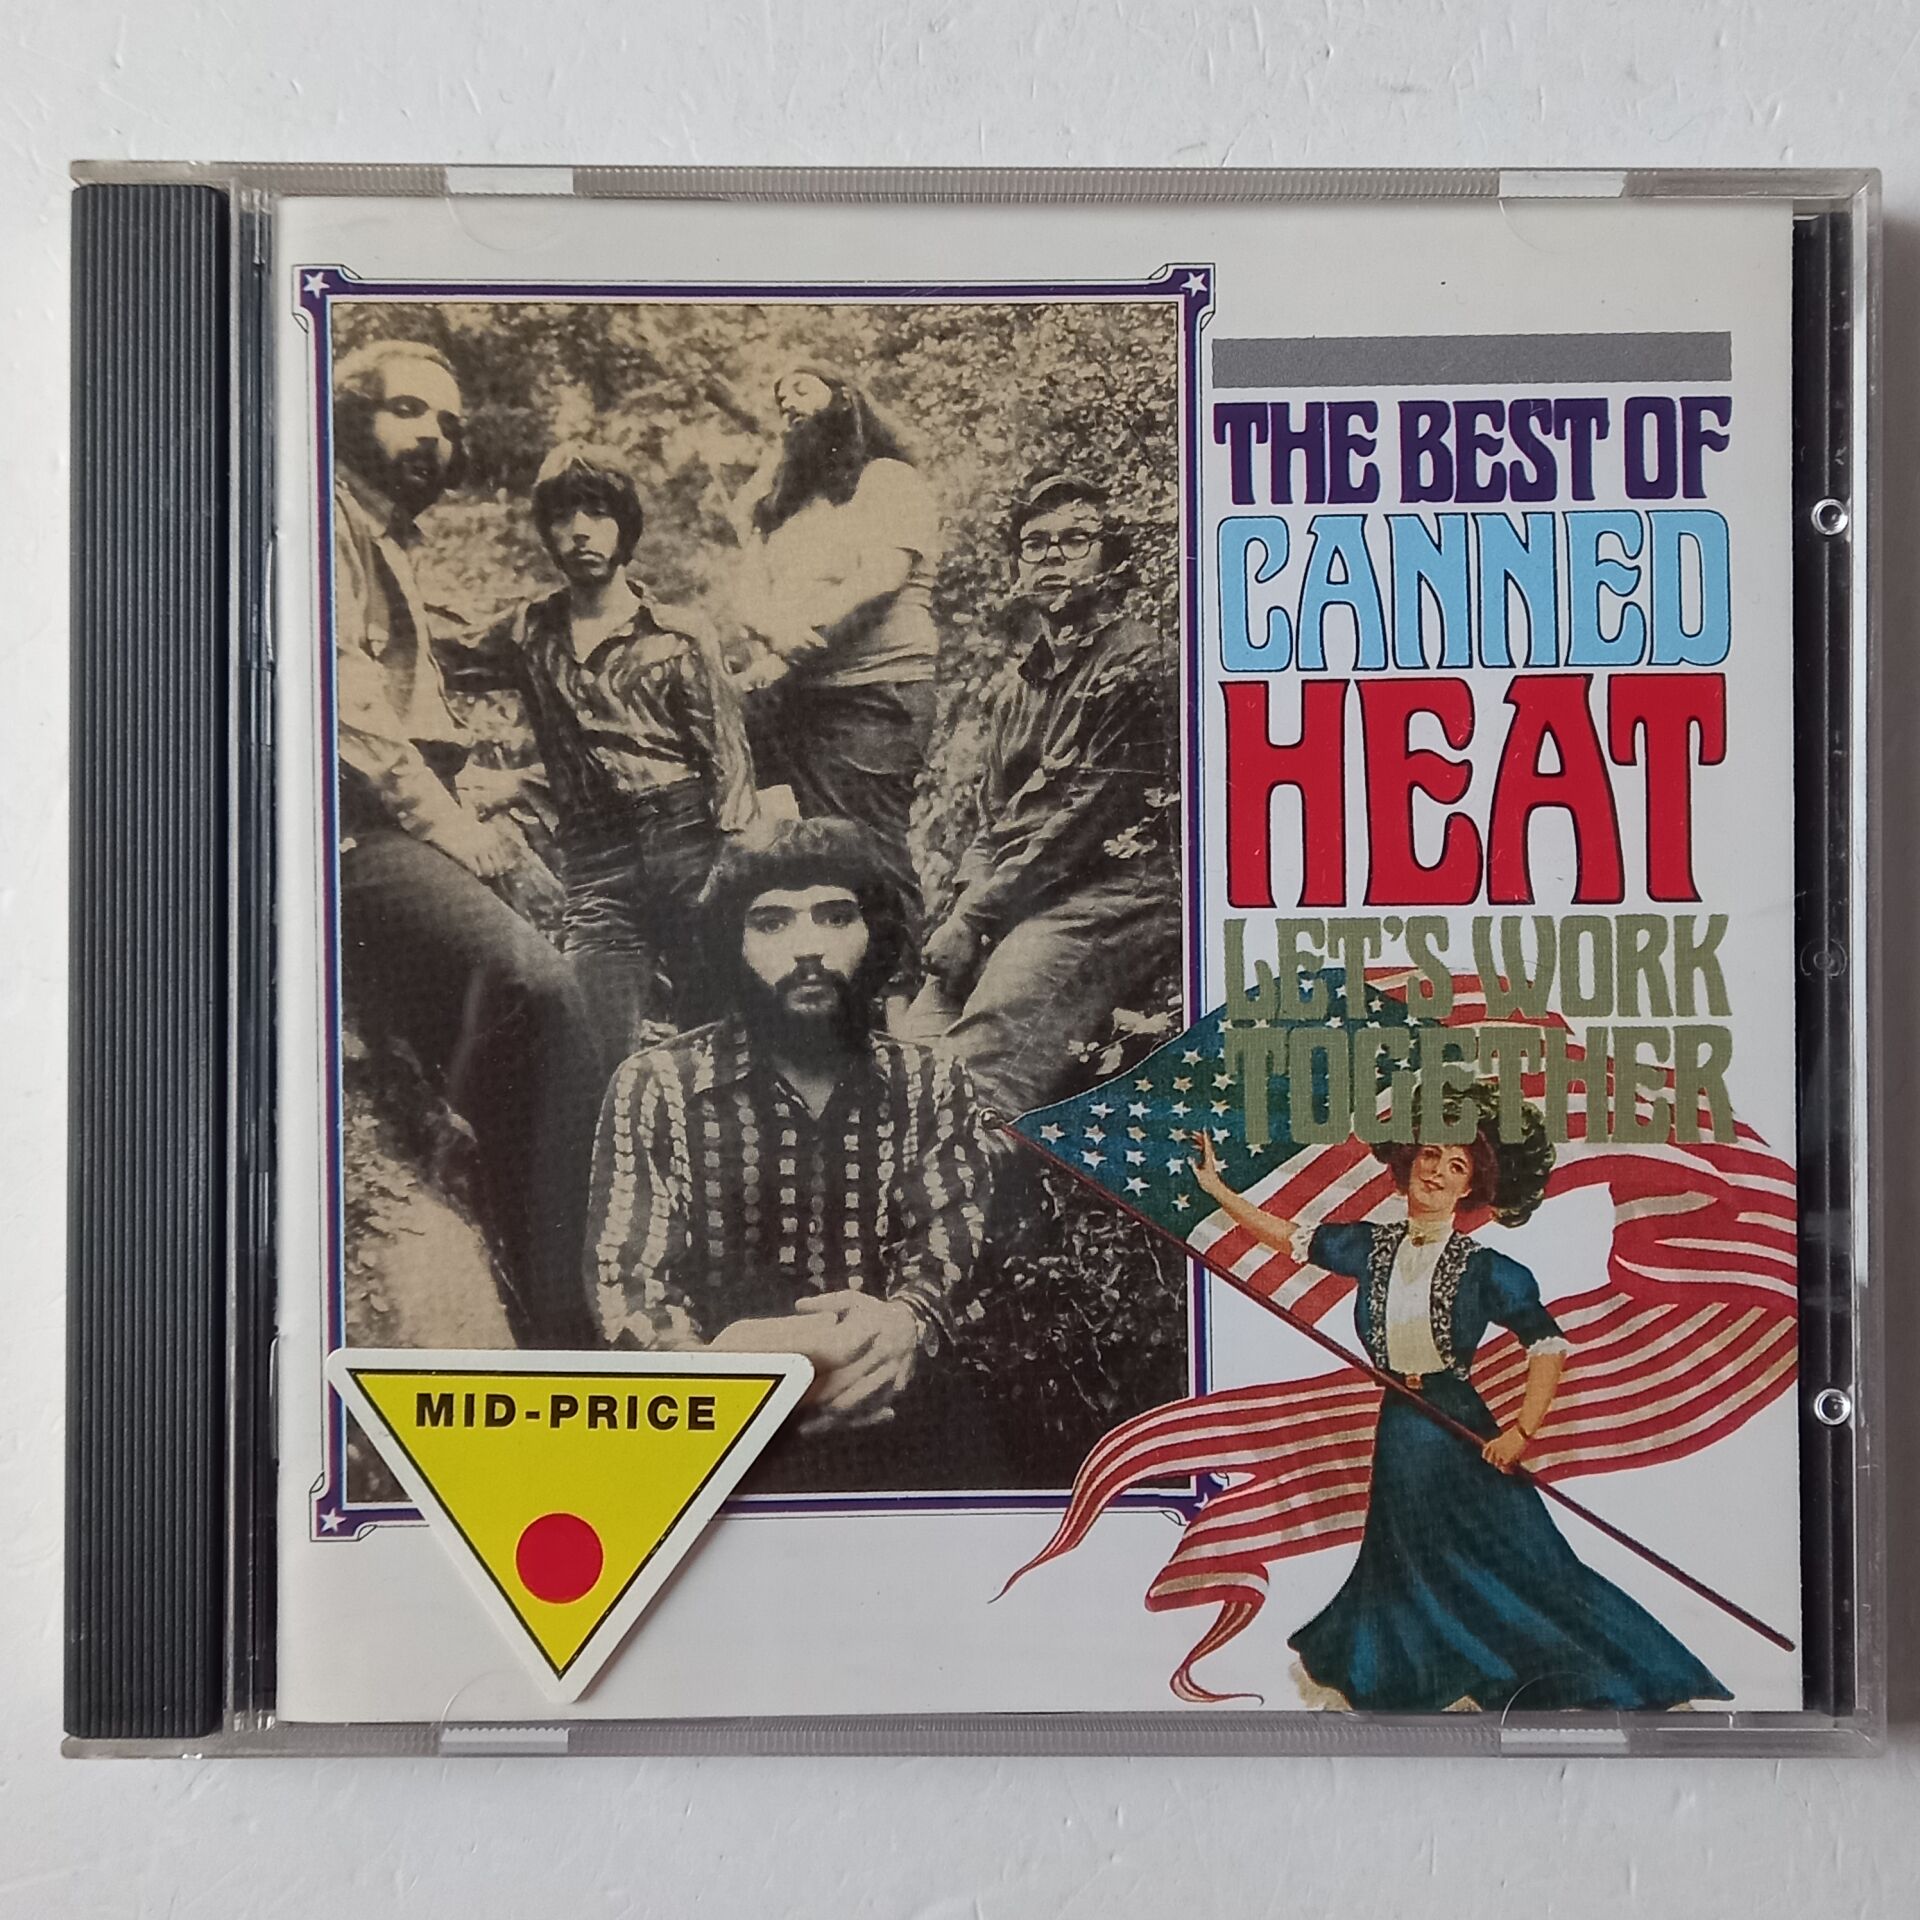 THE BEST OF
CANNED
HEAT
LET'S WORK
TOGETHER
MID-PRICE